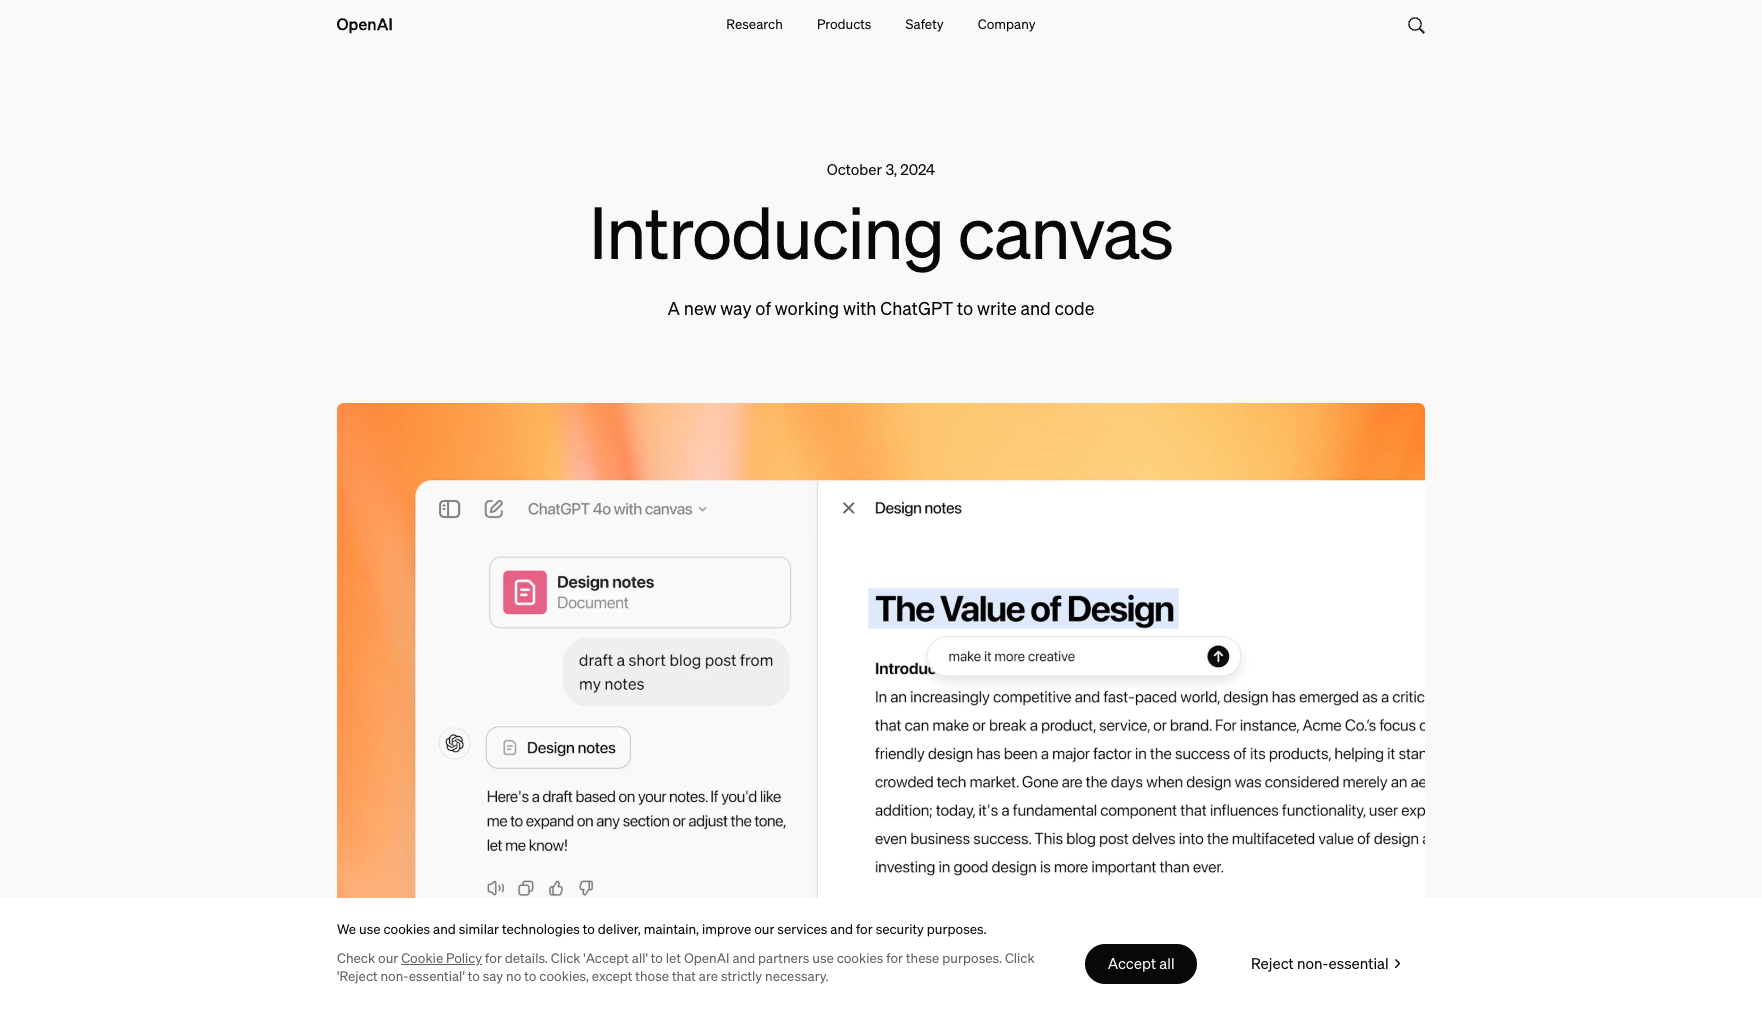 OpenAI
Research
Products
Safety
Company
October 3, 2024
Introducing canvas
A new way of working with ChatGPT to write and code
ChatGPT 4o with canvas
Design notes
Document
draft a short blog post from
my notes
Design notes
Here's a draft based on your notes. If you'd like
me to expand on any section or adjust the tone,
let me know!
Design notes
The Value of Design
make it more creative
Introduc
In an increasingly competitive and fast-paced world, design has emerged as a critic
that can make or break a product, service, or brand. For instance, Acme Co.'s focus
friendly design has been a major factor in the success of its products, helping it stan
crowded tech market. Gone are the days when design was considered merely an ae
addition; today, it's a fundamental component that influences functionality, user exp
even business success. This blog post delves into the multifaceted value of design
investing in good design is more important than ever.
We use cookies and similar technologies to deliver, maintain, improve our services and for security purposes.
Check our Cookie Policy for details. Click 'Accept all' to let OpenAI and partners use cookies for these purposes. Click
'Reject non-essential' to say no to cookies, except those that are strictly necessary.
Accept all
Reject non-essential